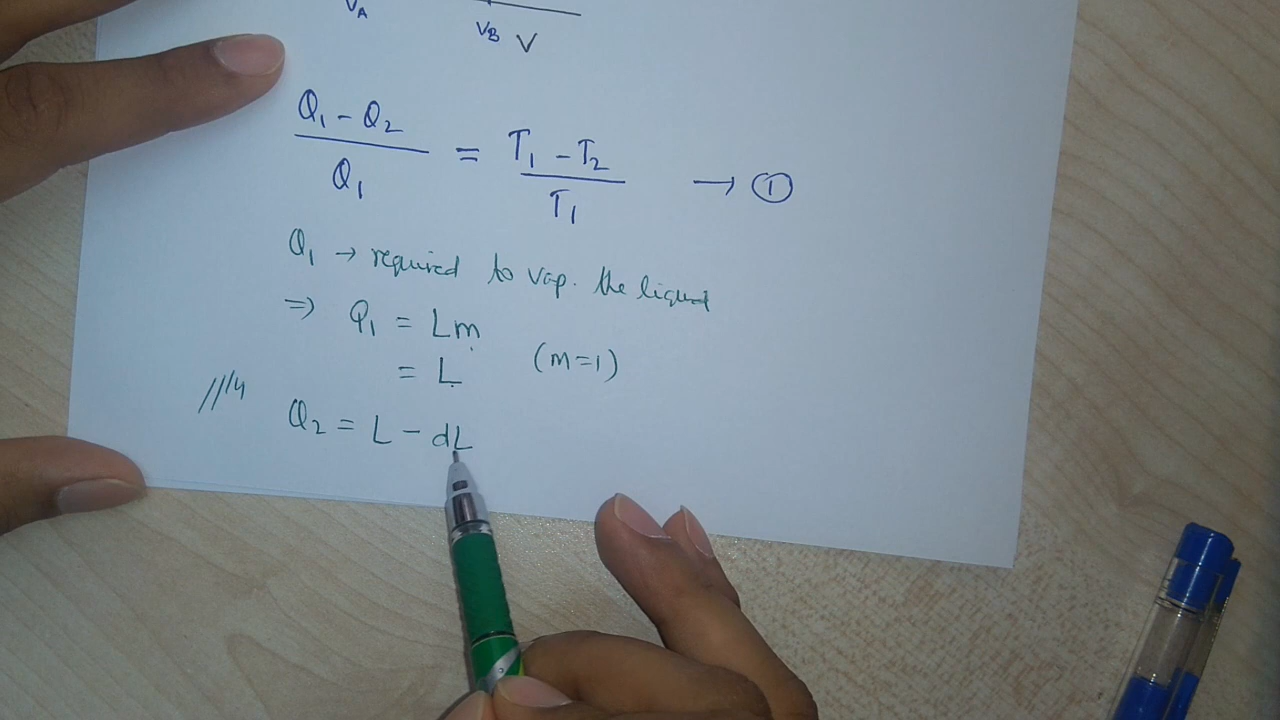 V_A
V_B V
(Q₁ - Q₂)/Q₁ = (T₁ - T₂)/T₁ → ①
Q₁ → required to vap. the liquid
⇒ Q₁ = Lm
= L (m=1)
///ly Q₂ = L - dL